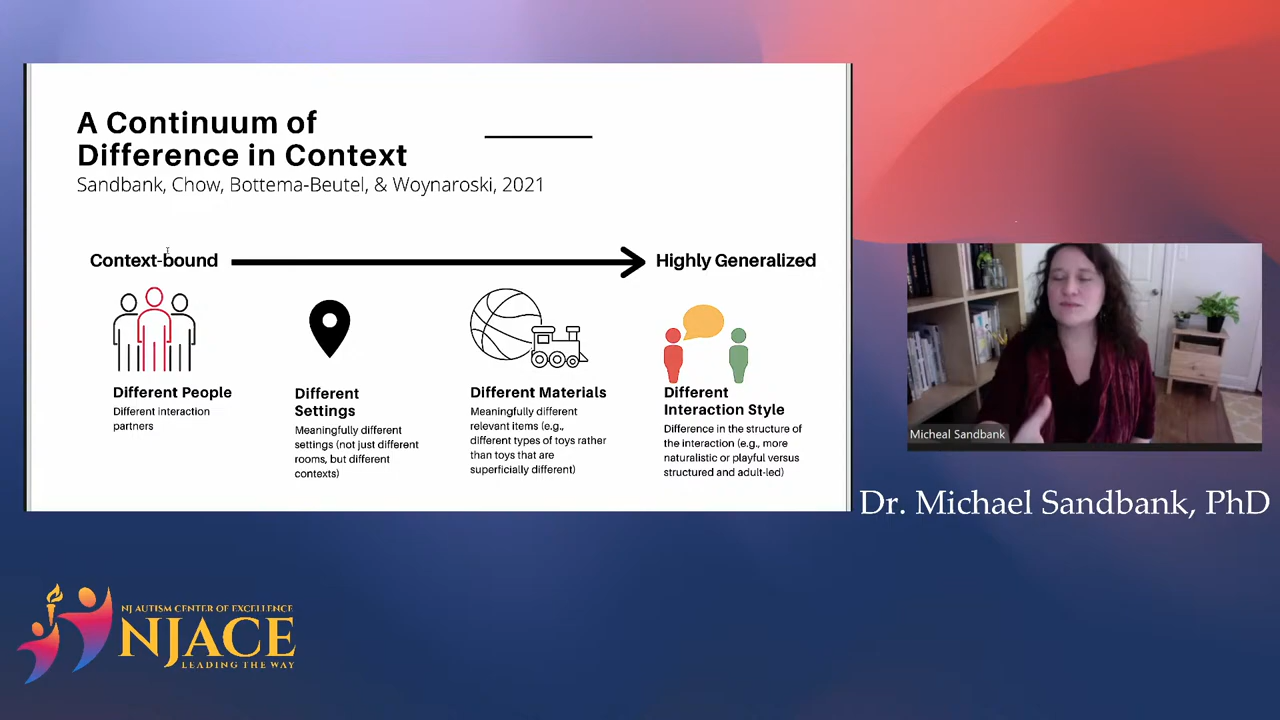 A Continuum of
Difference in Context
Sandbank, Chow, Bottema-Beutel, & Woynaroski, 2021
Context-bound
Highly Generalized
Different People
Different interaction
partners
Different
Settings
Meaningfully different
settings (not just different
rooms, but different
contexts)
Different Materials
Meaningfully different
relevant items (e.g.,
different types of toys rather
than toys that are
superficially different)
Different
Interaction Style
Difference in the structure of
the interaction (e.g., more
naturalistic or playful versus
structured and adult-led)
Micheal Sandbank
Dr. Michael Sandbank, PhD
NJ AUTISM CENTER OF EXCELLENCE
NJACE
LEADING THE WAY